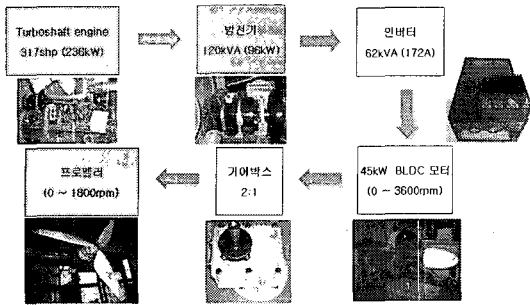 Turboshaft engine
317shp (236kW)
발전기
120kVA (96kW)
인버터
62kVA (172A)
프로펠러
(0 ~ 1800rpm)
기어박스
2:1
45kW BLDC 모터
(0 ~ 3600rpm)